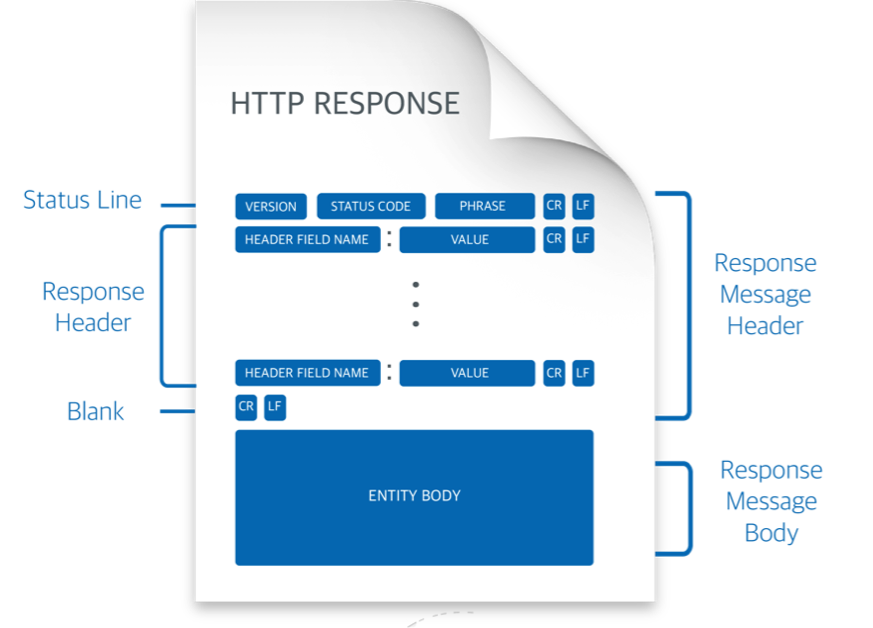 HTTP RESPONSE
Status Line
VERSION STATUS CODE PHRASE CR LF
HEADER FIELD NAME : VALUE CR LF
Response
Header
Response
Message
Header
HEADER FIELD NAME : VALUE CR LF
Blank
CR LF
ENTITY BODY
Response
Message
Body